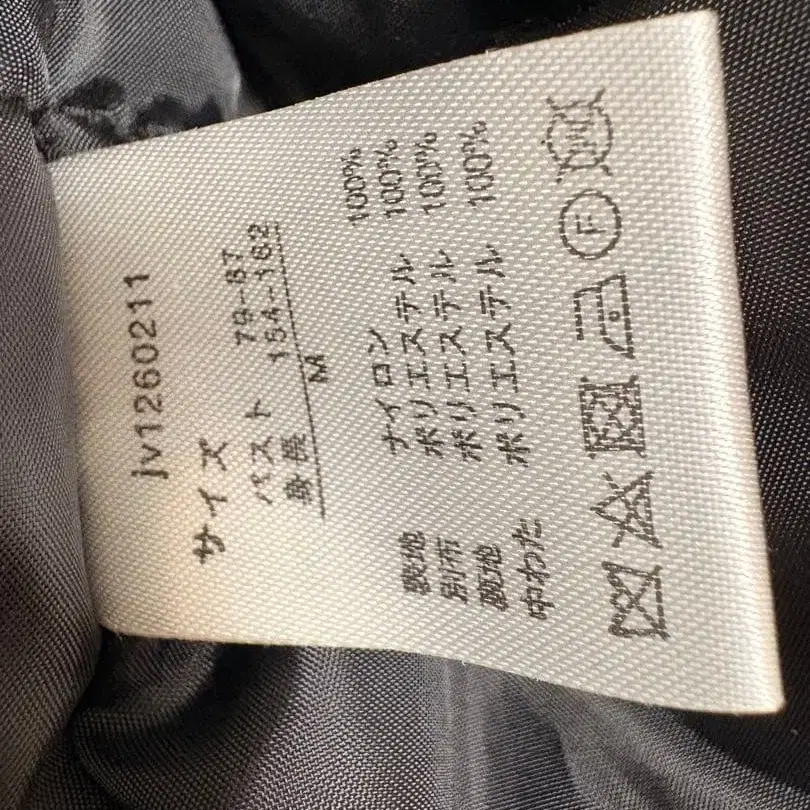 jv1260211
サイズ
バスト 79-87
身長 154-162
M
表地 ナイロン 100%
別布 ポリエステル 100%
裏地 ポリエステル 100%
中わた ポリエステル 100%
F